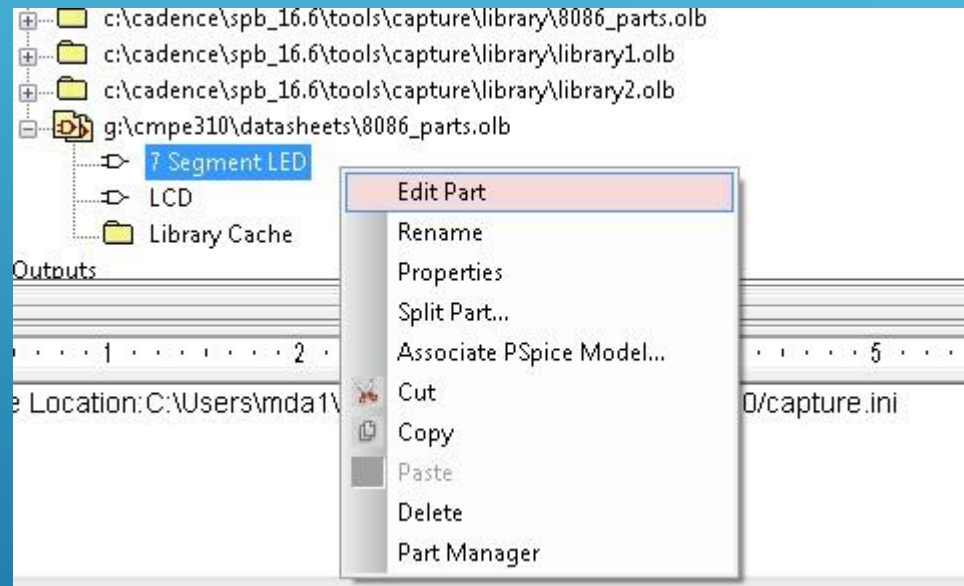 c:\cadence\spb_16.6\tools\capture\library\8086_parts.olb
c:\cadence\spb_16.6\tools\capture\library\library1.olb
c:\cadence\spb_16.6\tools\capture\library\library2.olb
g:\cmpe310\datasheets\8086_parts.olb
7 Segment LED
LCD
Library Cache
Outputs
Edit Part
Rename
Properties
Split Part...
Associate PSpice Model...
Cut
Copy
Paste
Delete
Part Manager
1 2 5
e Location:C:\Users\mda1\ 0/capture.ini